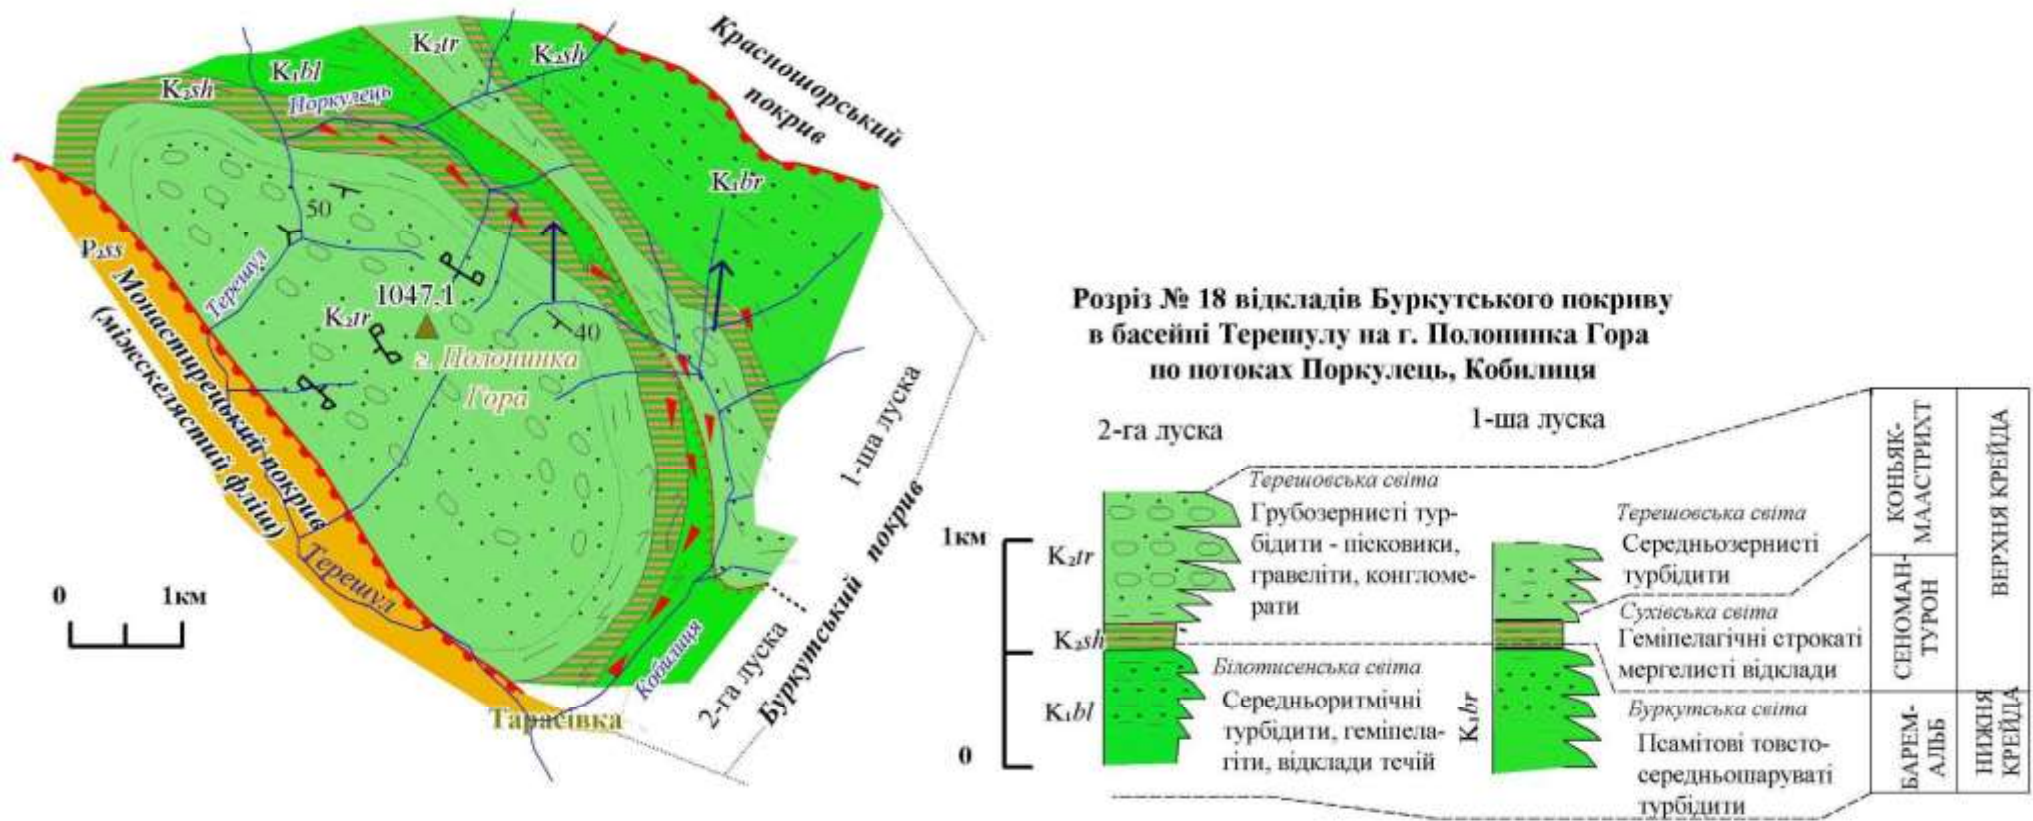 K₂tr
K₂sh
K₁bl
K₂sh
Поркулець
Красношорський
покрив
K₁br
50
P₂ss
Терешул
1047,1
K₂tr
40
г. Полонинка
Гора
Монастирецький покрив
(міжскелястий фліш)
1-ша луска
Буркутський покрив
2-га луска
0 1км
Терешул
Кобилиця
Тарасівка
Розріз № 18 відкладів Буркутського покриву
в басейні Терешулу на г. Полонинка Гора
по потоках Поркулець, Кобилиця
2-га луска
1-ша луска
1км
0
K₂tr
K₂sh
K₁bl
Терешовська світа
Грубозернисті тур-
бідити - пісковики,
гравеліти, конгломе-
рати
Білотисенська світа
Середньоритмічні
турбідити, геміпела-
гіти, відклади течій
K₁br
Терешовська світа
Середньозернисті
турбідити
Сухівська світа
Геміпелагічні строкаті
мергелисті відклади
Буркутська світа
Псамітові товсто-
середньошаруваті
турбідити
КОНЬЯК-
МААСТРИХТ
СЕНОМАН-
ТУРОН
БАРЕМ-
АЛЬБ
ВЕРХНЯ КРЕЙДА
НИЖНЯ
КРЕЙДА